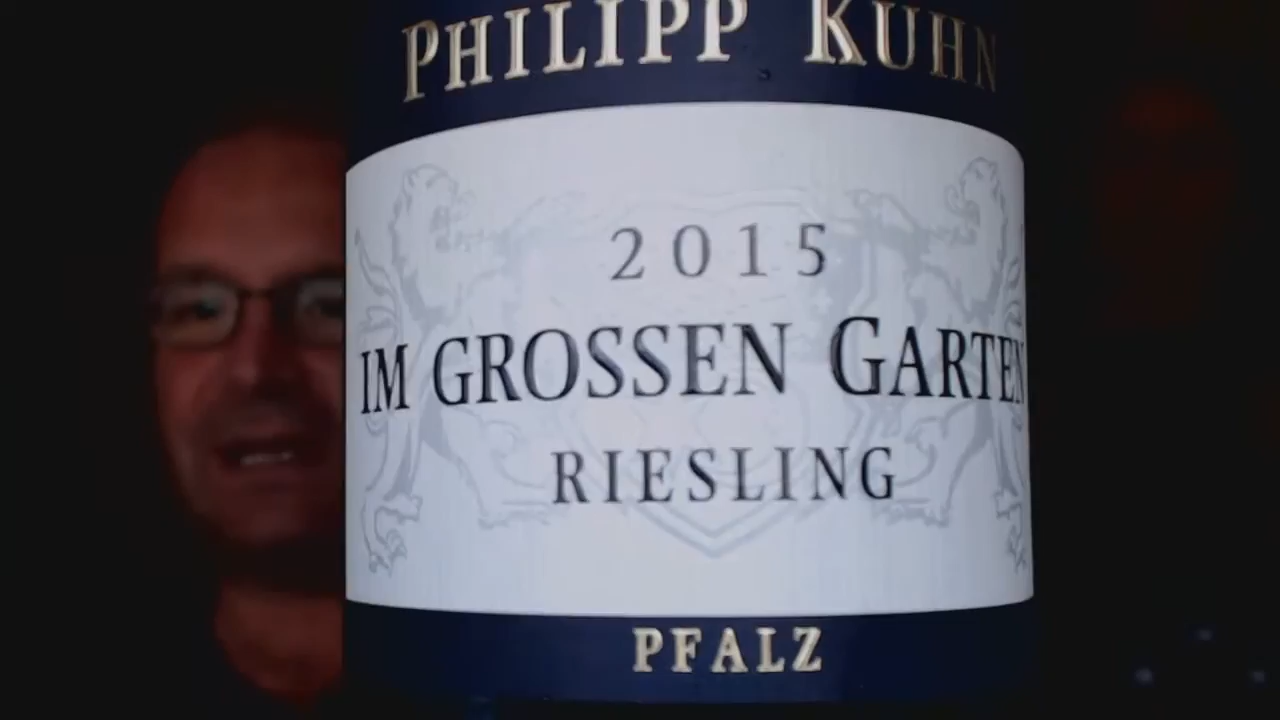 PHILIPP KUHN
2015
IM GROSSEN GARTEN
RIESLING
PFALZ